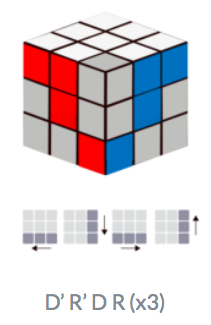 D’ R’ D R (x3)